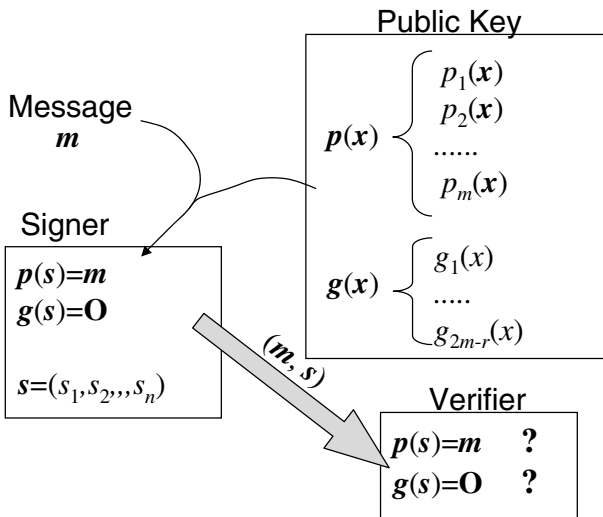 Public Key
p(x)
p₁(x)
p₂(x)
......
pₘ(x)
g(x)
g₁(x)
.....
g₂ₘ₋ᵣ(x)
Message
m
Signer
p(s)=m
g(s)=O
s=(s₁,s₂,,,sₙ)
(m, s)
Verifier
p(s)=m ?
g(s)=O ?